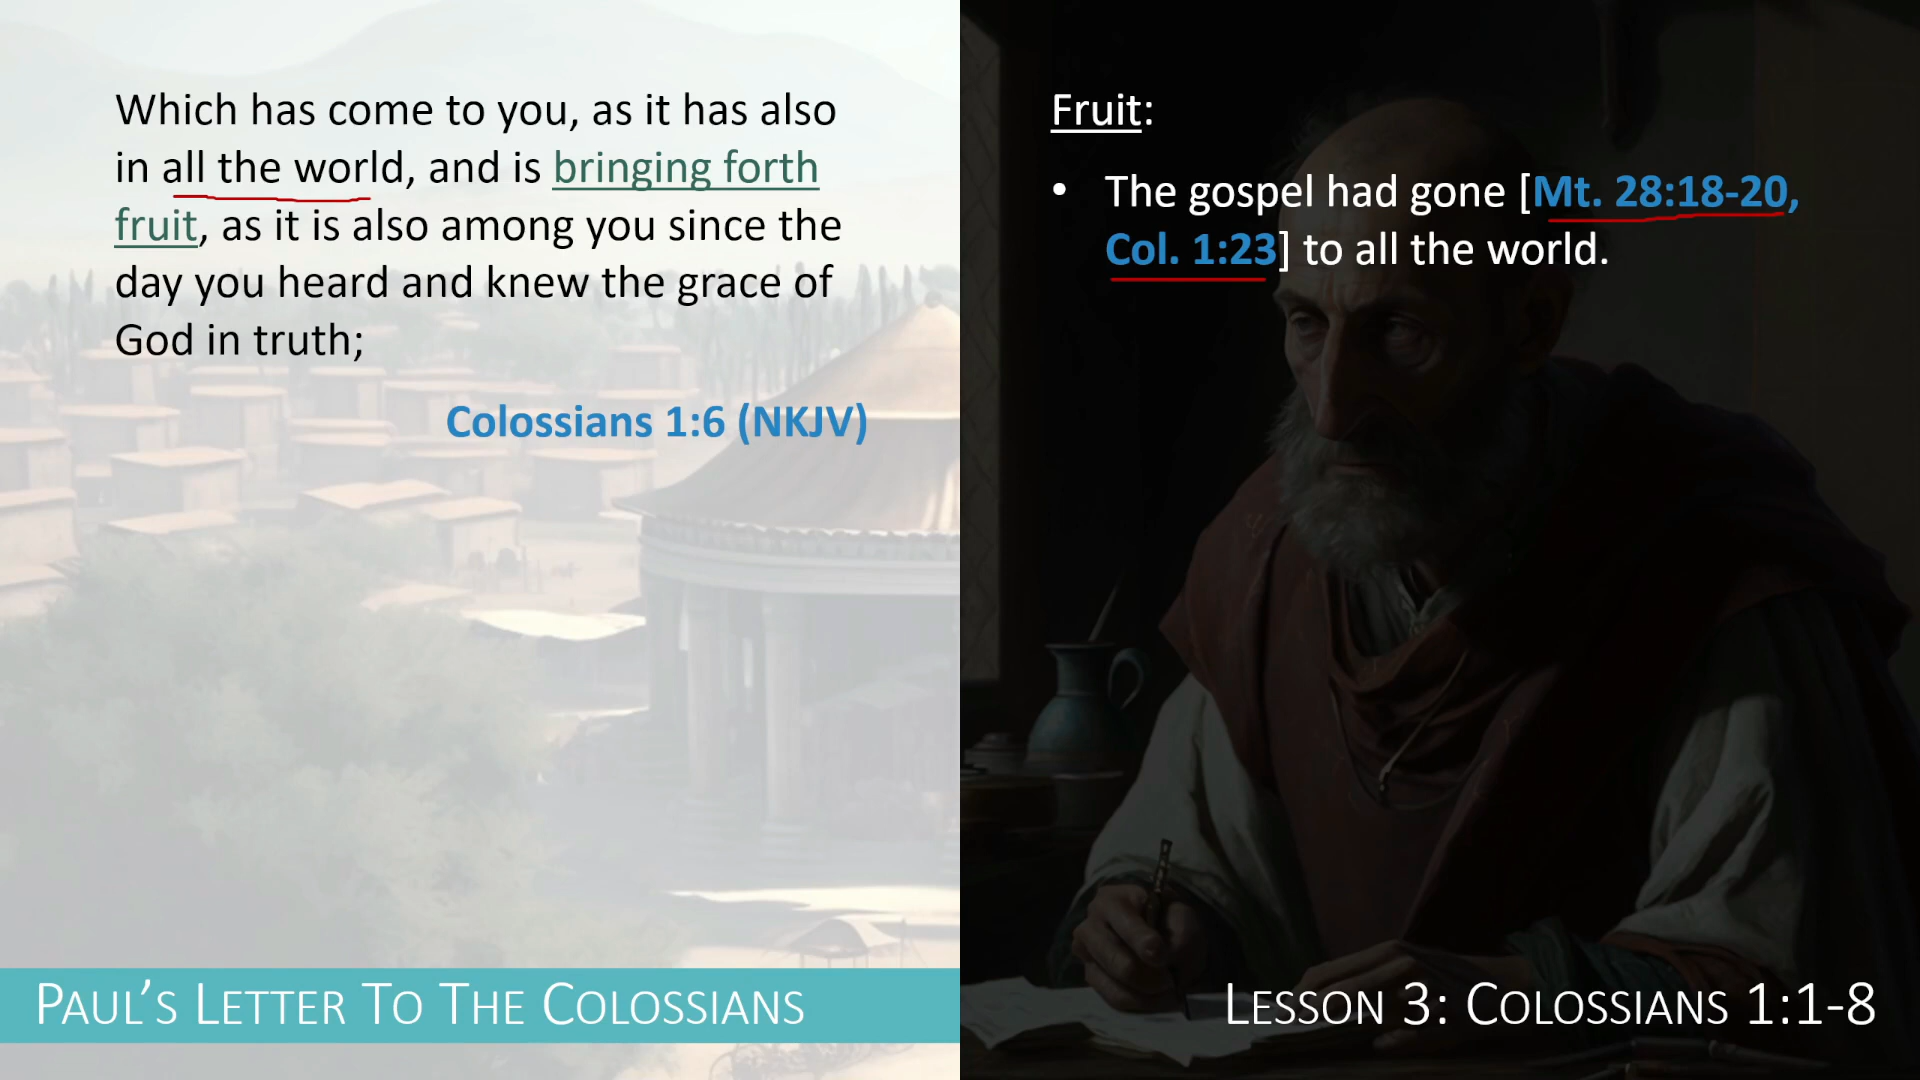 Which has come to you, as it has also
in all the world, and is bringing forth
fruit, as it is also among you since the
day you heard and knew the grace of
God in truth;
Colossians 1:6 (NKJV)
Fruit:
• The gospel had gone [Mt. 28:18-20,
Col. 1:23] to all the world.
PAUL’S LETTER TO THE COLOSSIANS
LESSON 3: COLOSSIANS 1:1-8